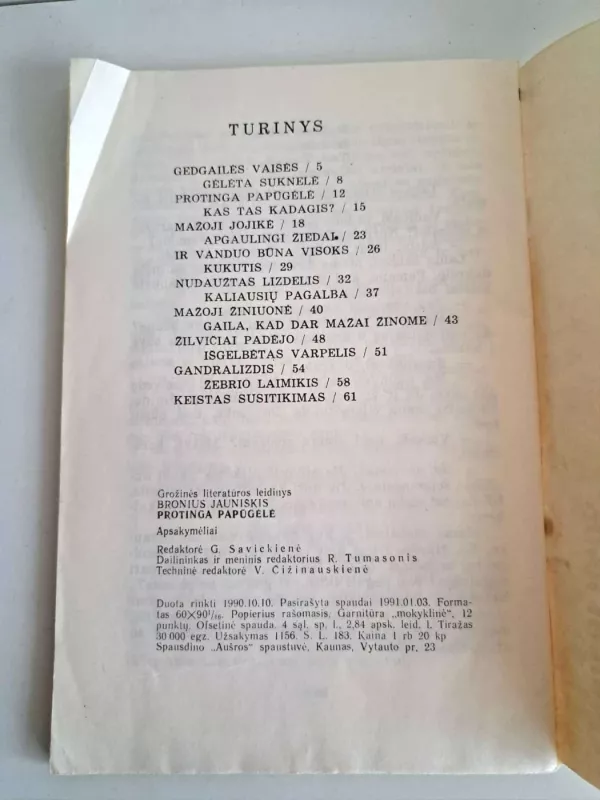 TURINYS
GEDGAILĖS VAIŠĖS / 5
GĖLĖTA SUKNELĖ / 8
PROTINGA PAPŪGĖLĖ / 12
KAS TAS KADAGIS? / 15
MAŽOJI JOJIKĖ / 18
APGAULINGI ŽIEDAI / 23
IR VANDUO BŪNA VISOKS / 26
KUKUTIS / 29
NUDAUŽTAS LIZDELIS / 32
KALIAUSIŲ PAGALBA / 37
MAŽOJI ŽINIUONĖ / 40
GAILA, KAD DAR MAŽAI ŽINOME / 43
ŽILVIČIAI PADĖJO / 48
IŠGELBĖTAS VARPELIS / 51
GANDRALIZDIS / 54
ŽEBRIO LAIMIKIS / 58
KEISTAS SUSITIKIMAS / 61
Grožinės literatūros leidinys
BRONIUS JAUNIŠKIS
PROTINGA PAPŪGĖLĖ
Apsakymėliai
Redaktorė G. Savickienė
Dailininkas ir meninis redaktorius R. Tumasonis
Techninė redaktorė V. Čižinauskienė
Duota rinkti 1990.10.10. Pasirašyta spaudai 1991.01.03. Forma-
tas 60×90¹/₁₆. Popierius rašomasis. Garnitūra „mokyklinė", 12
punktų. Ofsetinė spauda. 4 sąl. sp. l., 2,84 apsk. leid. l. Tiražas
30 000 egz. Užsakymas 1156. S. L. 183. Kaina 1 rb 20 kp
Spausdino „Aušros" spaustuvė, Kaunas, Vytauto pr. 23